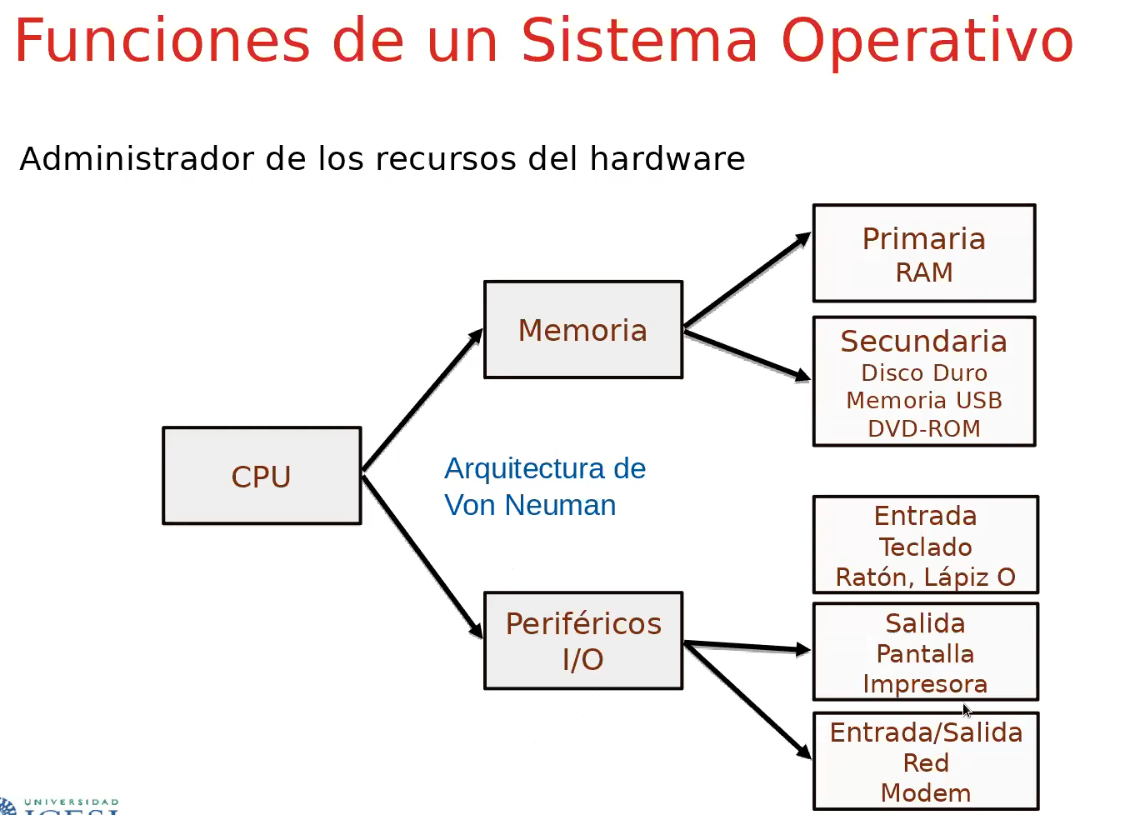 Funciones de un Sistema Operativo
Administrador de los recursos del hardware
Primaria
RAM
Memoria
Secundaria
Disco Duro
Memoria USB
DVD-ROM
CPU
Arquitectura de
Von Neuman
Entrada
Teclado
Ratón, Lápiz O
Periféricos
I/O
Salida
Pantalla
Impresora
Entrada/Salida
Red
Modem
UNIVERSIDAD